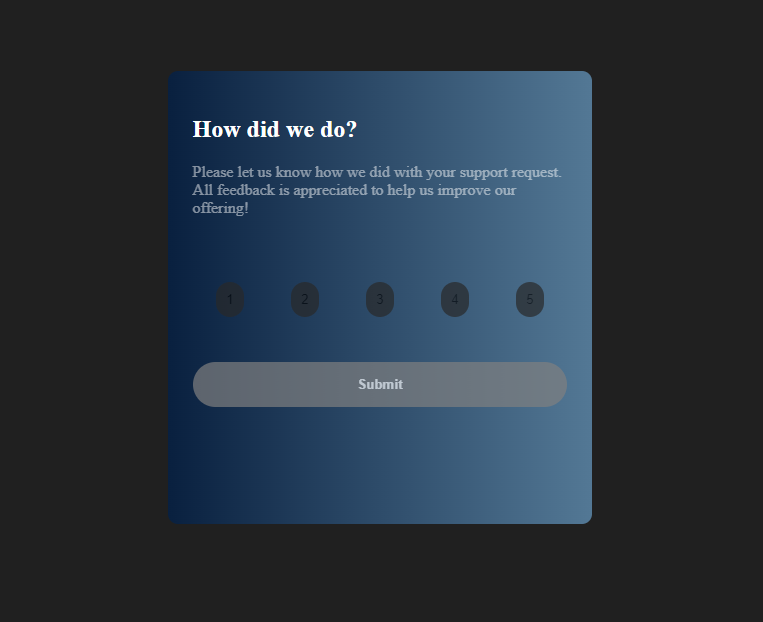 How did we do?
Please let us know how we did with your support request.
All feedback is appreciated to help us improve our
offering!
1 2 3 4 5
Submit